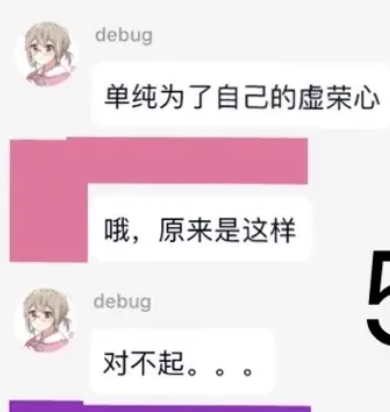 debug
单纯为了自己的虚荣心
哦，原来是这样
debug
对不起。。。
5